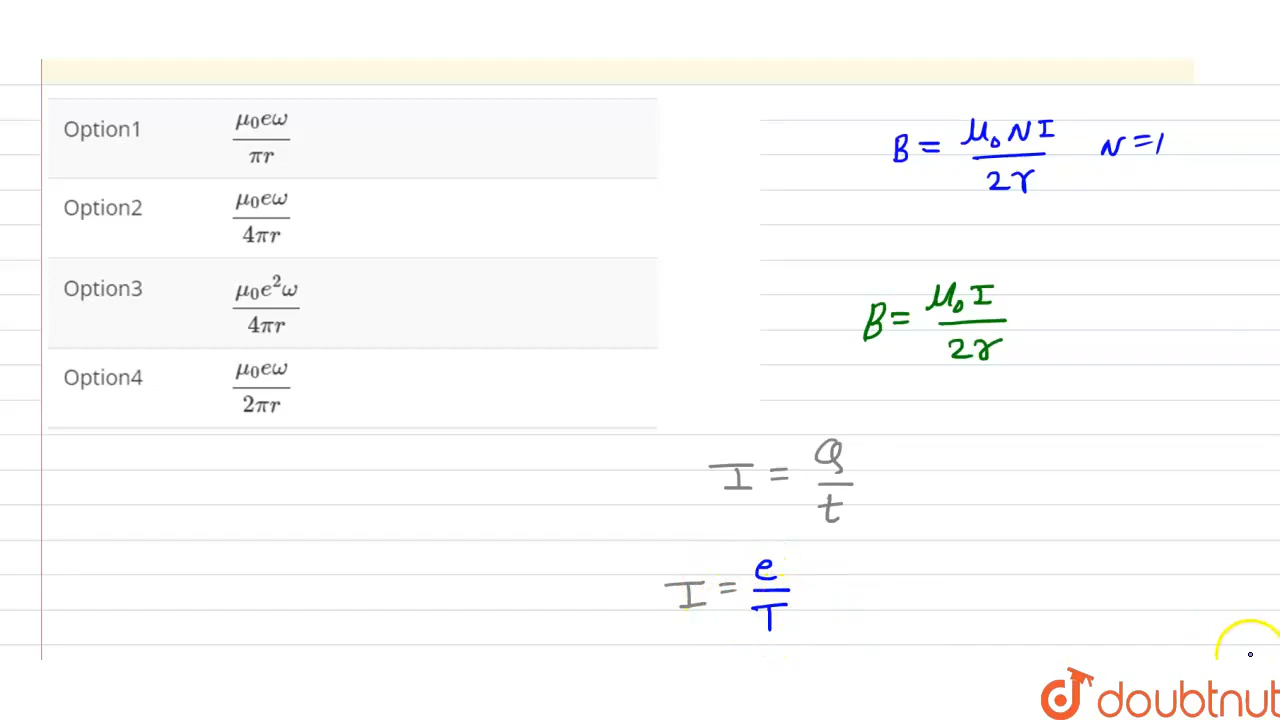 Option1 μ₀eω/πr
Option2 μ₀eω/4πr
Option3 μ₀e²ω/4πr
Option4 μ₀eω/2πr
B = μ₀NI/2r N=1
B = μ₀I/2r
I = Q/t
I = e/T
doubtnut